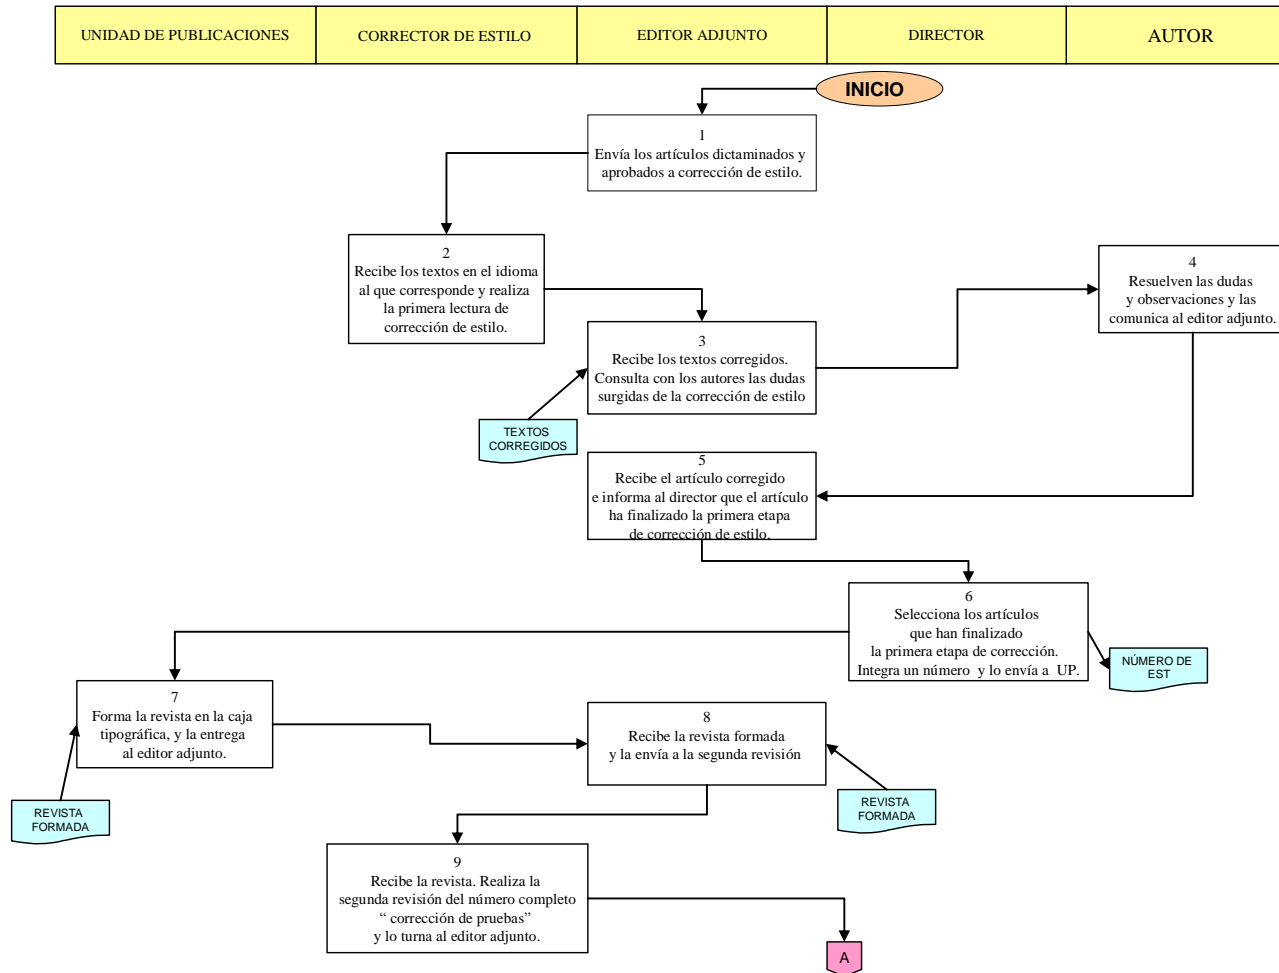 UNIDAD DE PUBLICACIONES
CORRECTOR DE ESTILO
EDITOR ADJUNTO
DIRECTOR
AUTOR
INICIO
1
Envía los artículos dictaminados y
aprobados a corrección de estilo.
2
Recibe los textos en el idioma
al que corresponde y realiza
la primera lectura de
corrección de estilo.
3
Recibe los textos corregidos.
Consulta con los autores las dudas
surgidas de la corrección de estilo
4
Resuelven las dudas
y observaciones y las
comunica al editor adjunto.
TEXTOS
CORREGIDOS
5
Recibe el artículo corregido
e informa al director que el artículo
ha finalizado la primera etapa
de corrección de estilo.
6
Selecciona los artículos
que han finalizado
la primera etapa de corrección.
Integra un número y lo envía a UP.
NÚMERO DE
EST
7
Forma la revista en la caja
tipográfica, y la entrega
al editor adjunto.
REVISTA
FORMADA
8
Recibe la revista formada
y la envía a la segunda revisión
REVISTA
FORMADA
9
Recibe la revista. Realiza la
segunda revisión del número completo
“ corrección de pruebas”
y lo turna al editor adjunto.
A